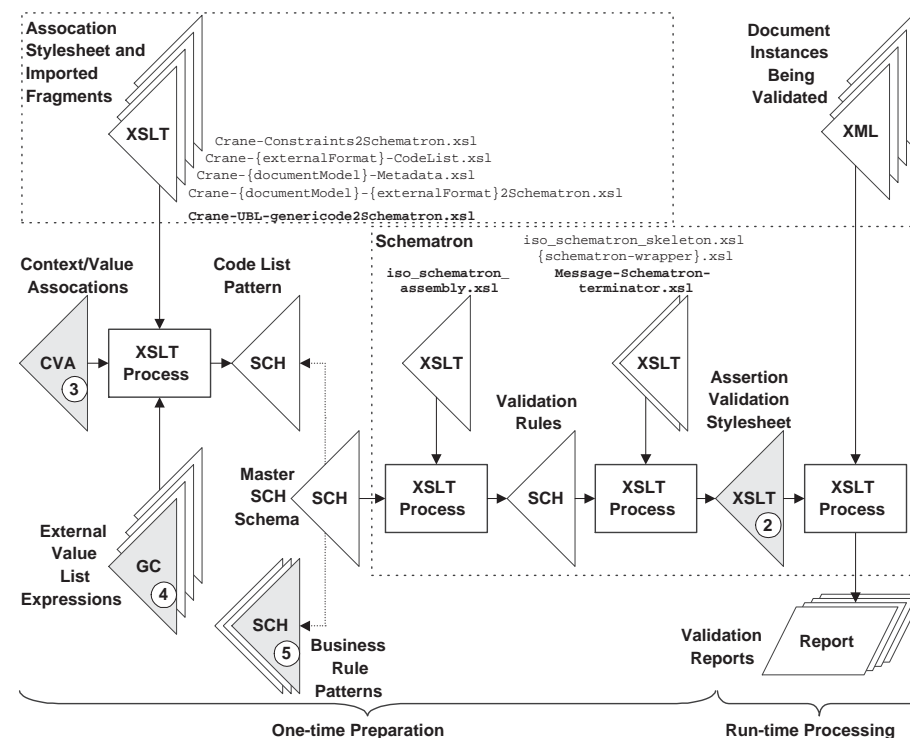 Assocation
Stylesheet and
Imported
Fragments
XSLT
Crane-Constraints2Schematron.xsl
Crane-{externalFormat}-CodeList.xsl
Crane-{documentModel}-Metadata.xsl
Crane-{documentModel}-{externalFormat}2Schematron.xsl
Crane-UBL-genericode2Schematron.xsl
Document
Instances
Being
Validated
XML
Schematron
iso_schematron_
assembly.xsl
iso_schematron_skeleton.xsl
{schematron-wrapper}.xsl
Message-Schematron-
terminator.xsl
Context/Value
Assocations
CVA
3
XSLT
Process
Code List
Pattern
SCH
XSLT
XSLT
Validation
Rules
Assertion
Validation
Stylesheet
Master
SCH
Schema
SCH
XSLT
Process
SCH
XSLT
Process
XSLT
2
XSLT
Process
External
Value
List
Expressions
GC
4
SCH
5
Business
Rule
Patterns
Validation
Reports
Report
One-time Preparation
Run-time Processing